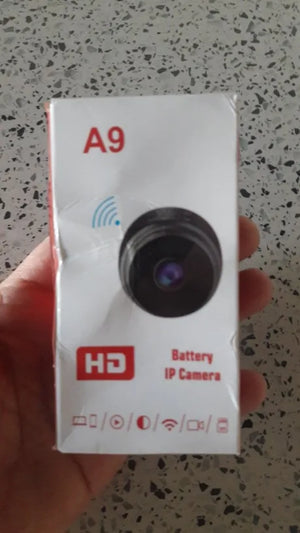 A9
HD
Battery
IP Camera